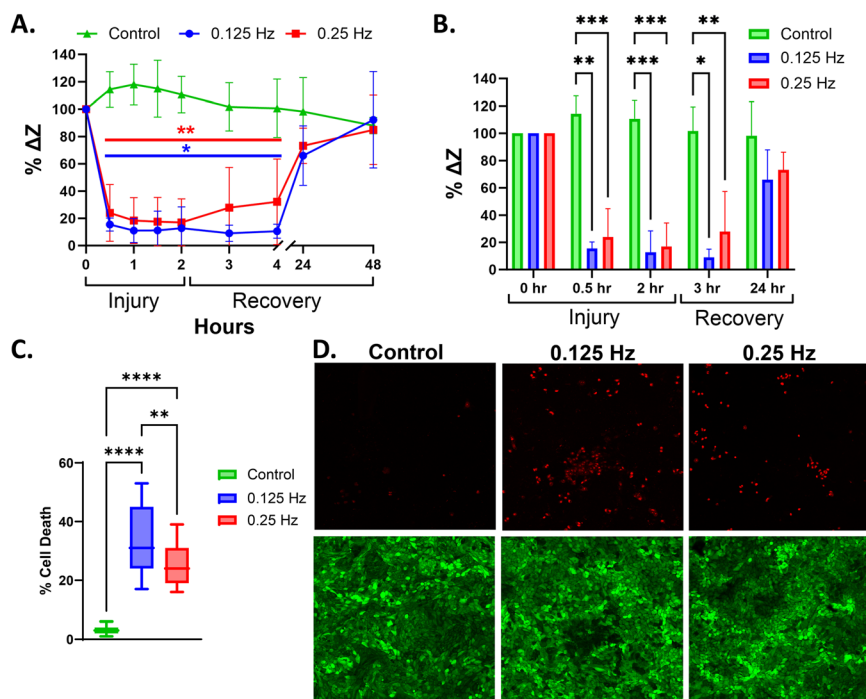 A.
Control 0.125 Hz 0.25 Hz
% ΔZ
140
120
100
80
60
40
20
0
**
*
0 1 2 3 4 24 48
Injury Recovery
Hours
B.
Control
0.125 Hz
0.25 Hz
% ΔZ
140
120
100
80
60
40
20
0
*** *** **
** *** *
0 hr 0.5 hr 2 hr 3 hr 24 hr
Injury Recovery
C.
% Cell Death
60
40
20
0
****
**
****
Control
0.125 Hz
0.25 Hz
D.
Control 0.125 Hz 0.25 Hz